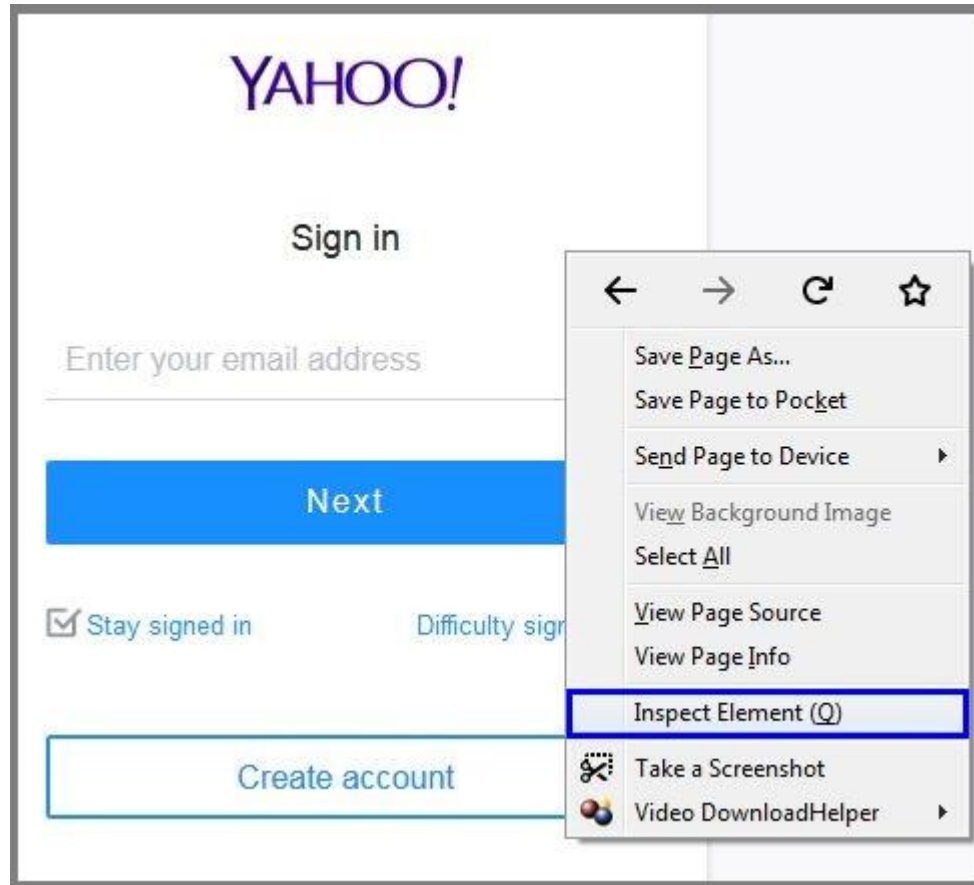 YAHOO!
Sign in
Enter your email address
Next
Stay signed in
Difficulty
Create account
Save Page As...
Save Page to Pocket
Send Page to Device
View Background Image
Select All
View Page Source
View Page Info
Inspect Element (Q)
Take a Screenshot
Video DownloadHelper